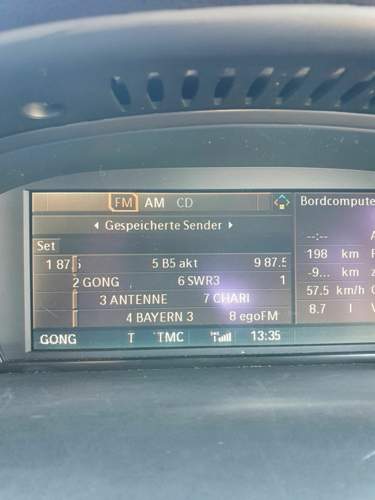 FM AM CD
Bordcompute
Gespeicherte Sender
--:--
Set
198 km
1 87.5 5 B5 akt 9 87.5
-9... km
2 GONG 6 SWR3 1
57.5 km/h
3 ANTENNE 7 CHARI
8.7 l
4 BAYERN 3 8 egoFM
GONG T TMC 13:35